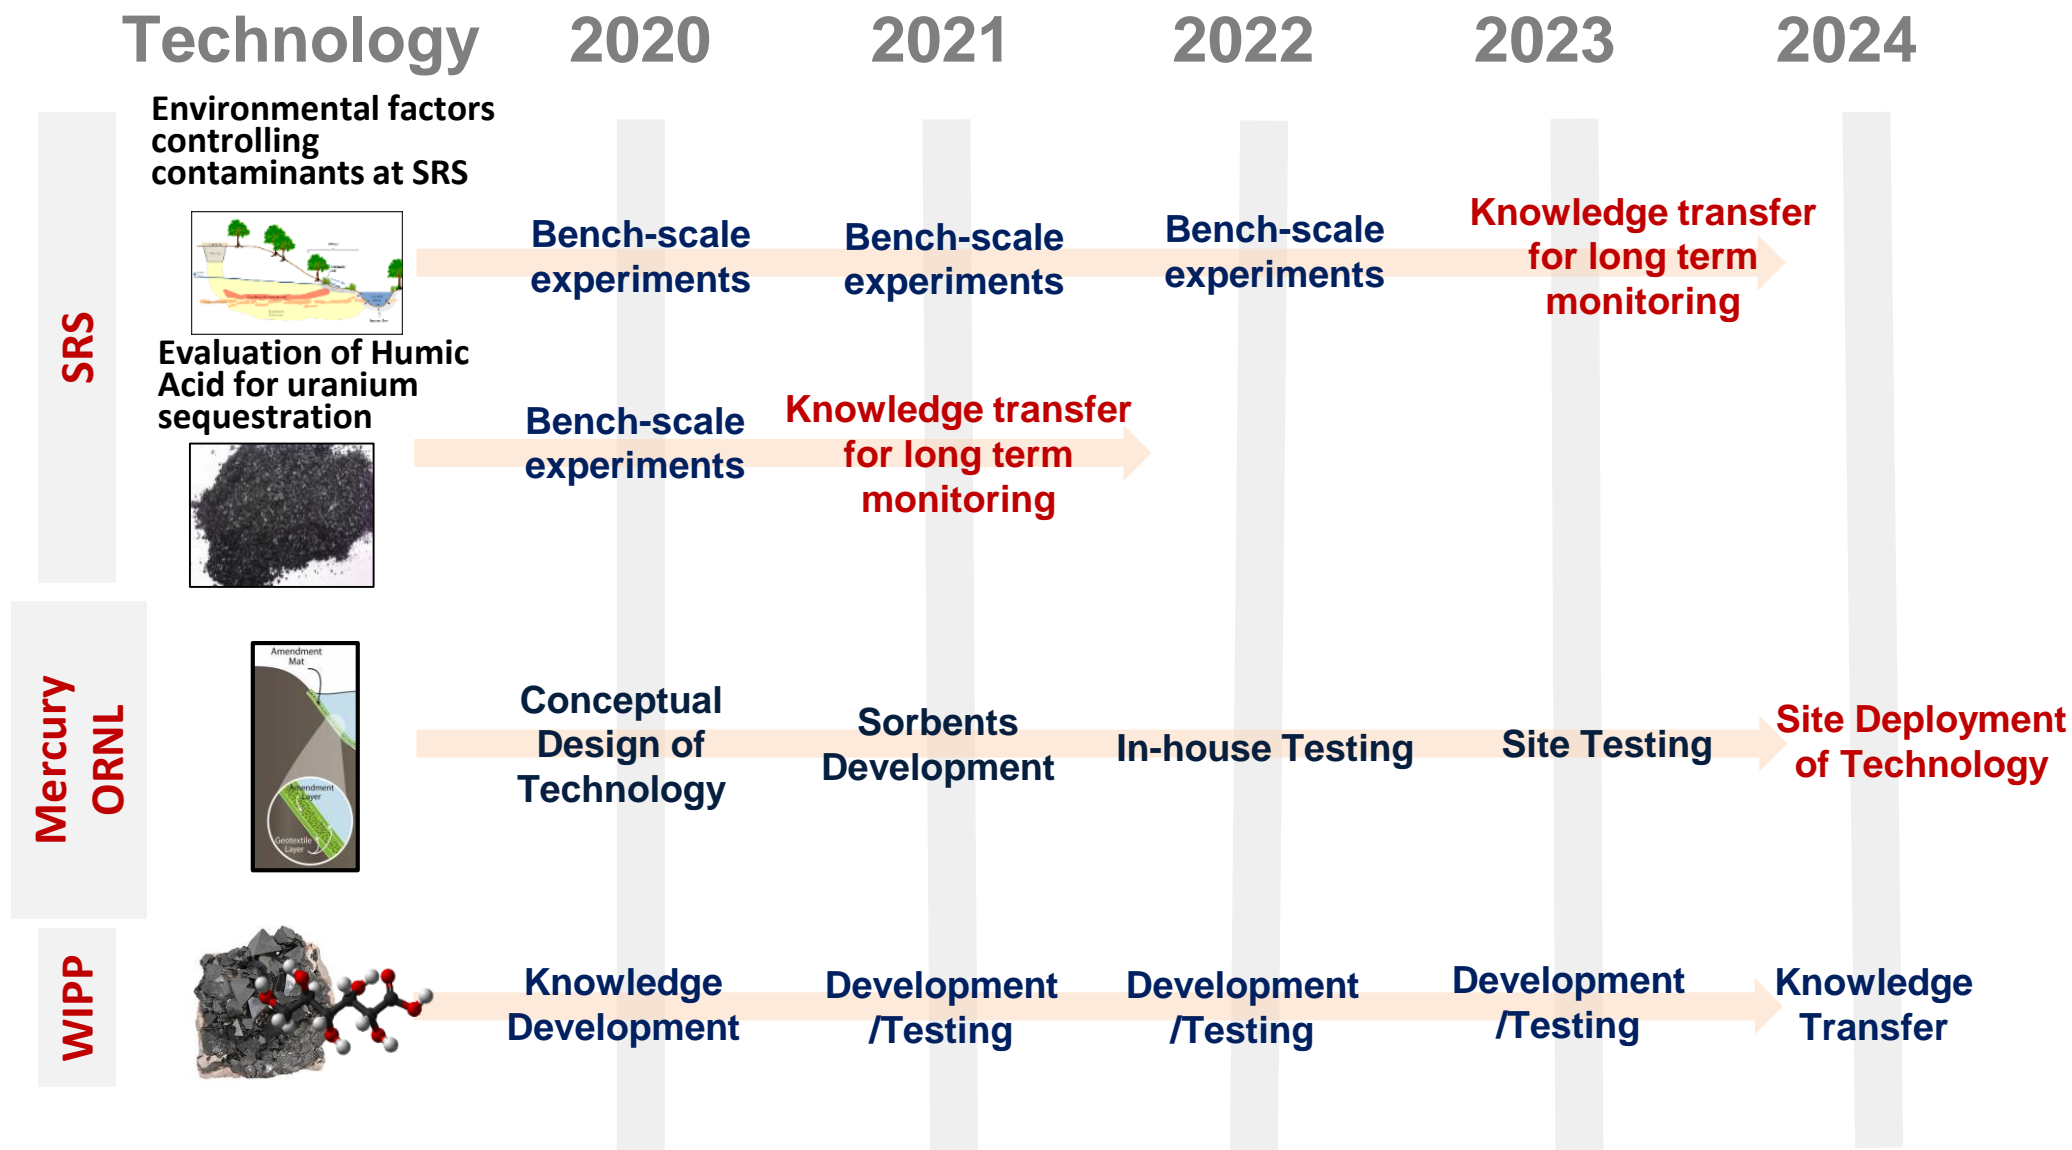 Technology 2020 2021 2022 2023 2024
SRS
Environmental factors
controlling
contaminants at SRS
Bench-scale
experiments
Bench-scale
experiments
Bench-scale
experiments
Knowledge transfer
for long term
monitoring
Evaluation of Humic
Acid for uranium
sequestration
Bench-scale
experiments
Knowledge transfer
for long term
monitoring
Mercury
ORNL
Amendment
Mat
Amendment
Layer
Geotextile
Layer
Conceptual
Design of
Technology
Sorbents
Development
In-house Testing
Site Testing
Site Deployment
of Technology
WIPP
Knowledge
Development
Development
/Testing
Development
/Testing
Development
/Testing
Knowledge
Transfer